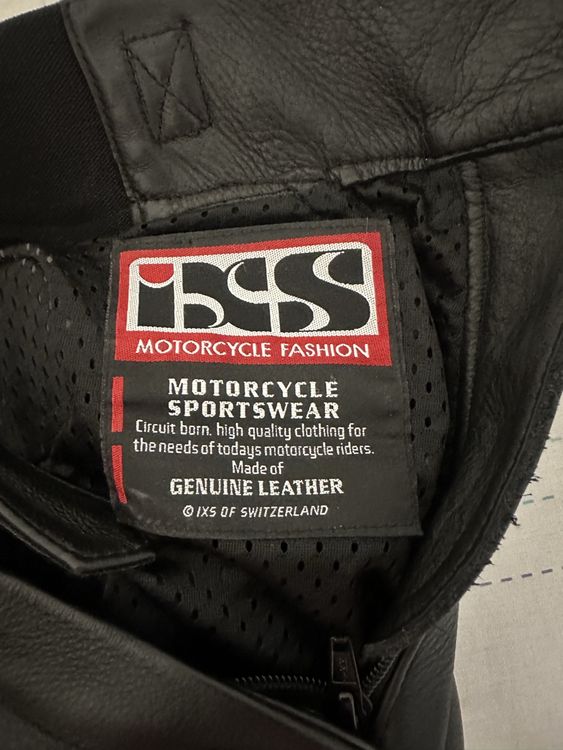 iXS
MOTORCYCLE FASHION
MOTORCYCLE
SPORTSWEAR
Circuit born. high quality clothing for
the needs of todays motorcycle riders.
Made of
GENUINE LEATHER
© IXS OF SWITZERLAND